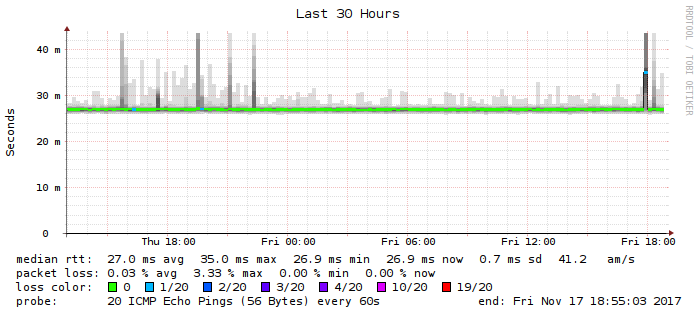 Last 30 Hours
RRDTOOL / TOBI OETIKER
Seconds
40 m
30 m
20 m
10 m
0
Thu 18:00 Fri 00:00 Fri 06:00 Fri 12:00 Fri 18:00
median rtt: 27.0 ms avg 35.0 ms max 26.9 ms min 26.9 ms now 0.7 ms sd 41.2 am/s
packet loss: 0.03 % avg 3.33 % max 0.00 % min 0.00 % now
loss color: 0 1/20 2/20 3/20 4/20 10/20 19/20
probe: 20 ICMP Echo Pings (56 Bytes) every 60s end: Fri Nov 17 18:55:03 2017